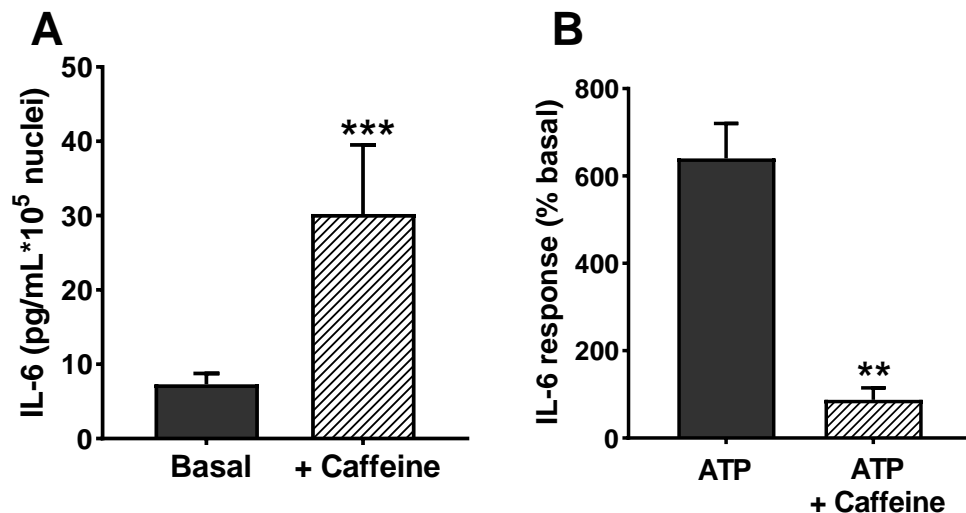 A
IL-6 (pg/mL*10⁵ nuclei)
50
40
30
20
10
0
***
Basal
+ Caffeine
B
IL-6 response (% basal)
800
600
400
200
0
**
ATP
ATP
+ Caffeine